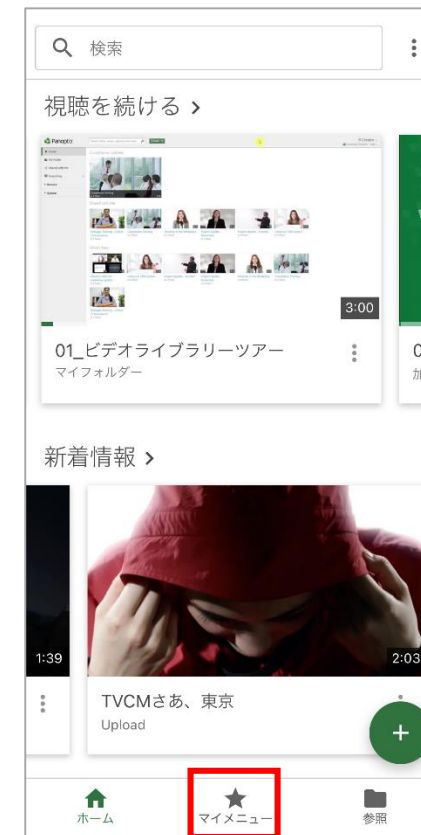 検索
視聴を続ける
Panopto
3:00
01_ビデオライブラリーツアー
マイフォルダー
新着情報
1:39
2:03
TVCMさあ、東京
Upload
ホーム
マイメニュー
参照